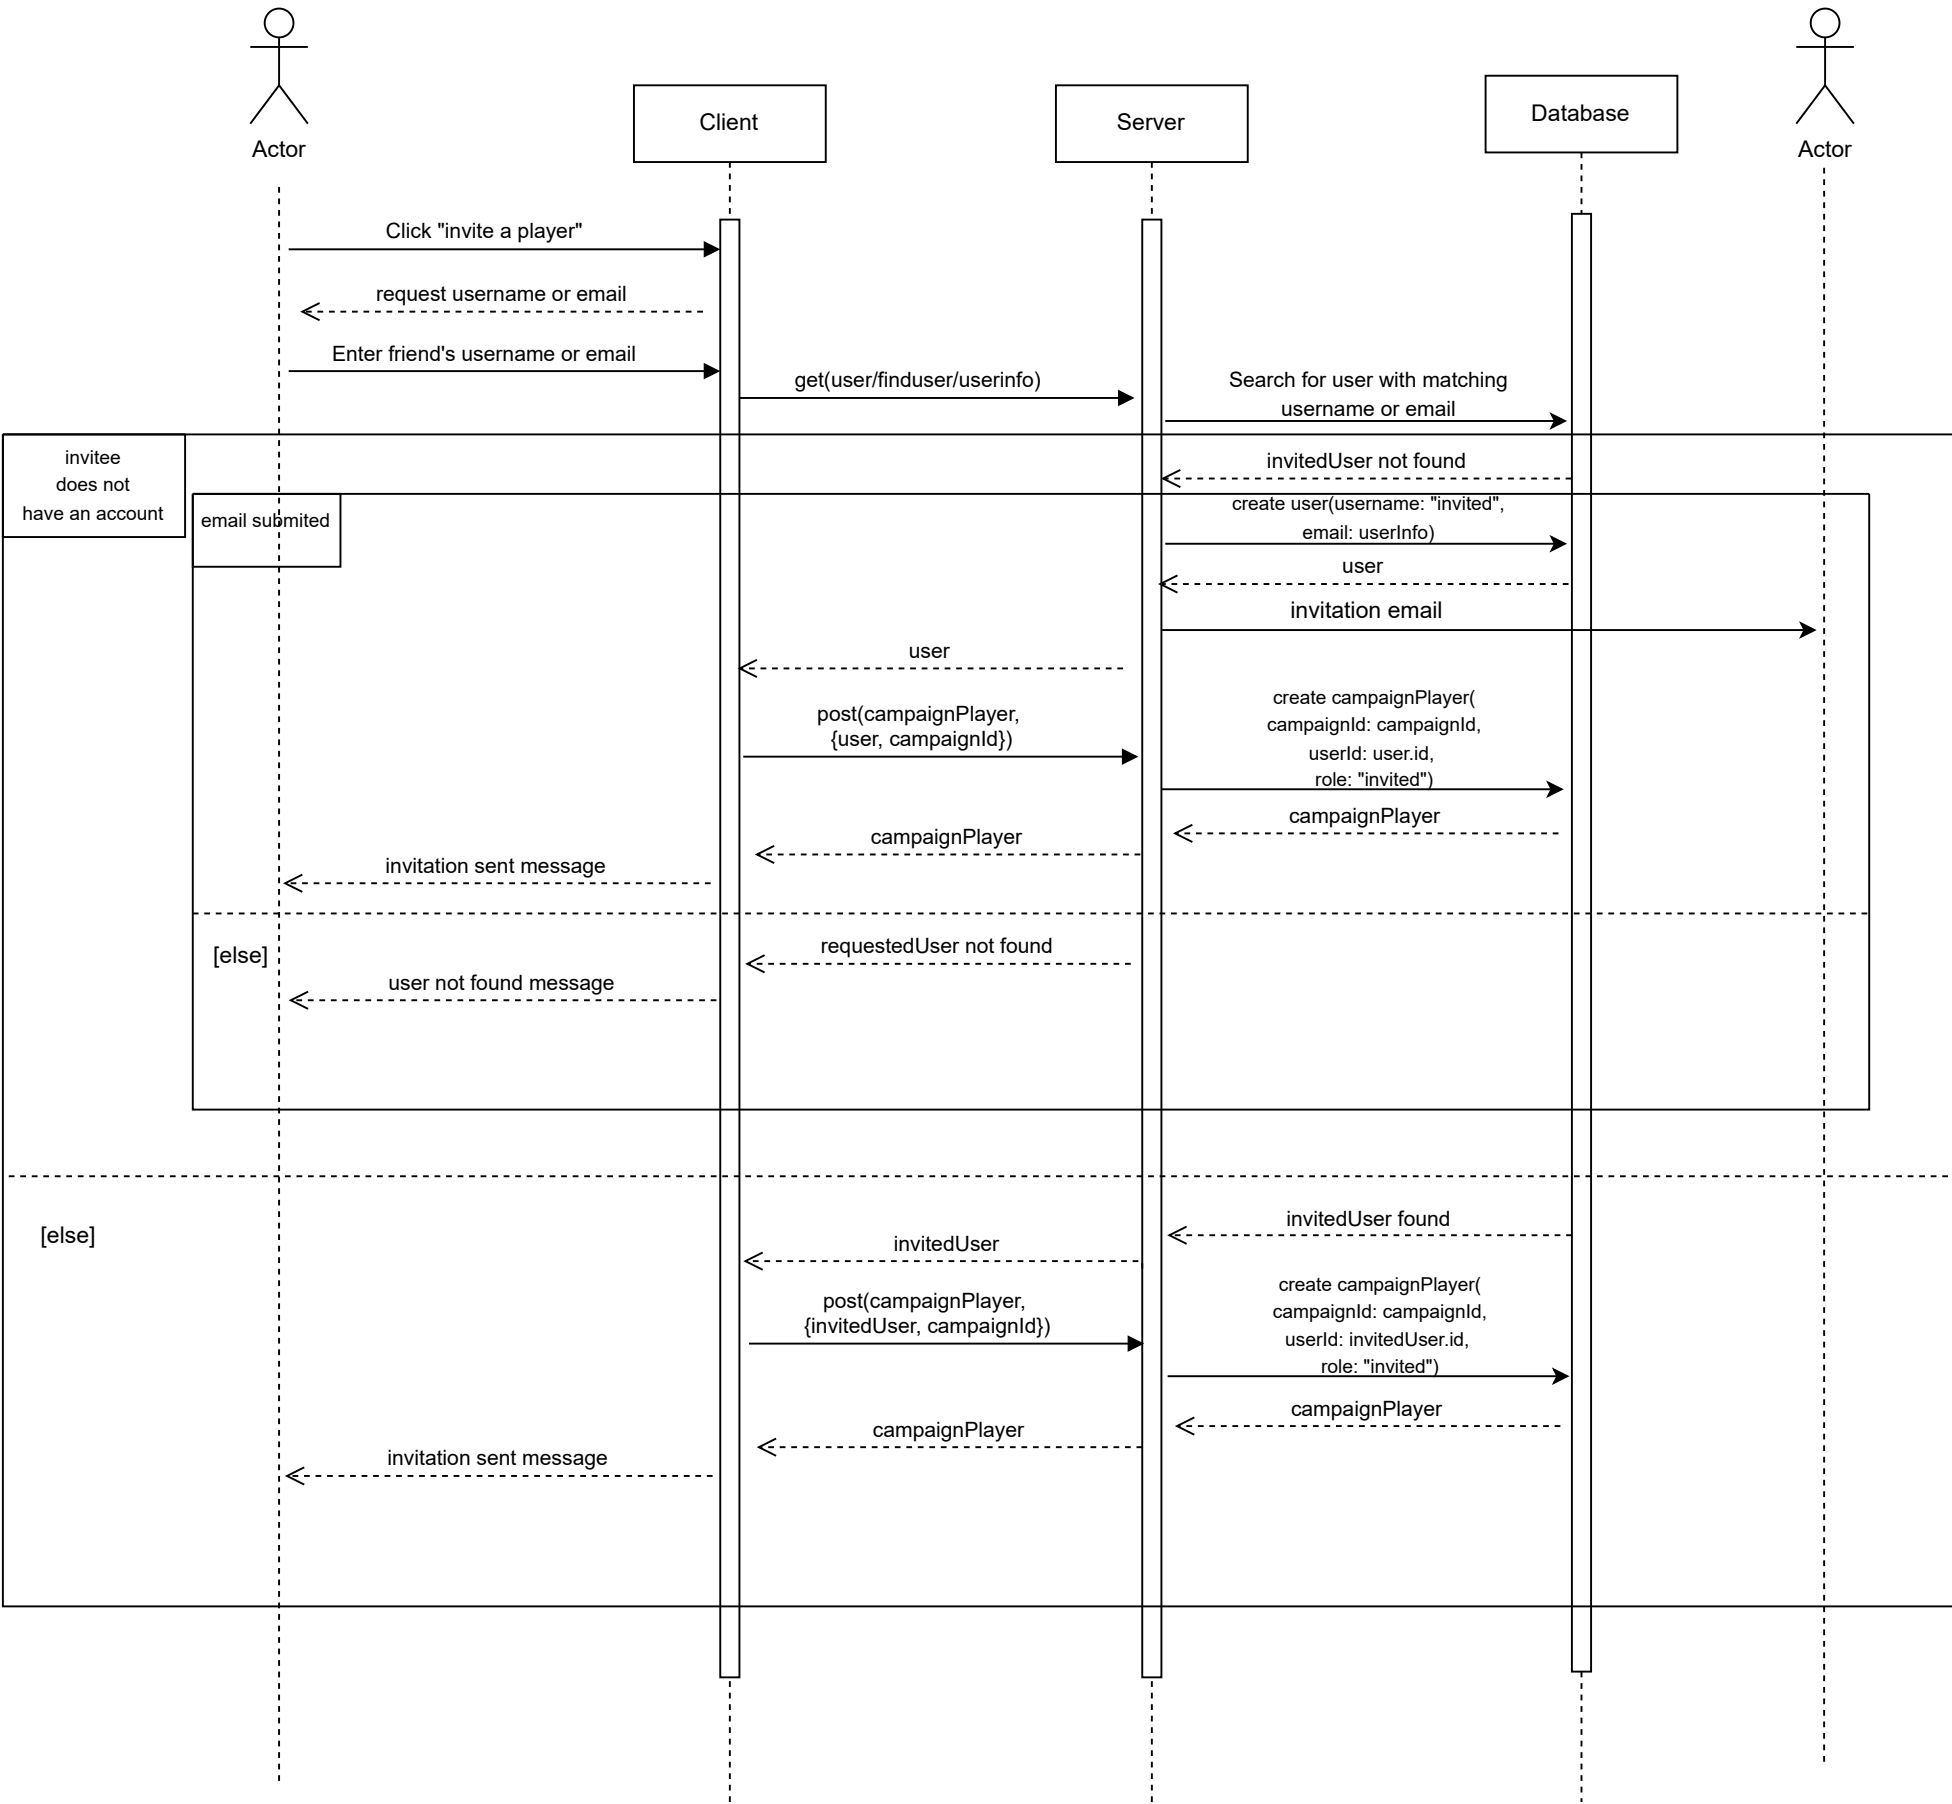 Actor
Client
Server
Database
Actor
Click "invite a player"
request username or email
Enter friend's username or email
get(user/finduser/userinfo)
Search for user with matching
username or email
invitee
does not
have an account
invitedUser not found
email submited
create user(username: "invited",
email: userInfo)
user
invitation email
user
post(campaignPlayer,
{user, campaignId})
create campaignPlayer(
campaignId: campaignId,
userId: user.id,
role: "invited")
campaignPlayer
campaignPlayer
invitation sent message
[else]
requestedUser not found
user not found message
[else]
invitedUser found
invitedUser
post(campaignPlayer,
{invitedUser, campaignId})
create campaignPlayer(
campaignId: campaignId,
userId: invitedUser.id,
role: "invited")
campaignPlayer
campaignPlayer
invitation sent message